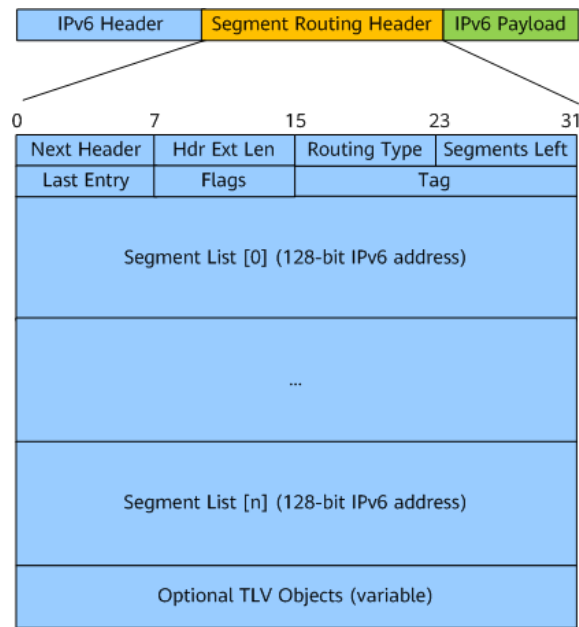 IPv6 Header Segment Routing Header IPv6 Payload
0 7 15 23 31
Next Header Hdr Ext Len Routing Type Segments Left
Last Entry Flags Tag
Segment List [0] (128-bit IPv6 address)
...
Segment List [n] (128-bit IPv6 address)
Optional TLV Objects (variable)